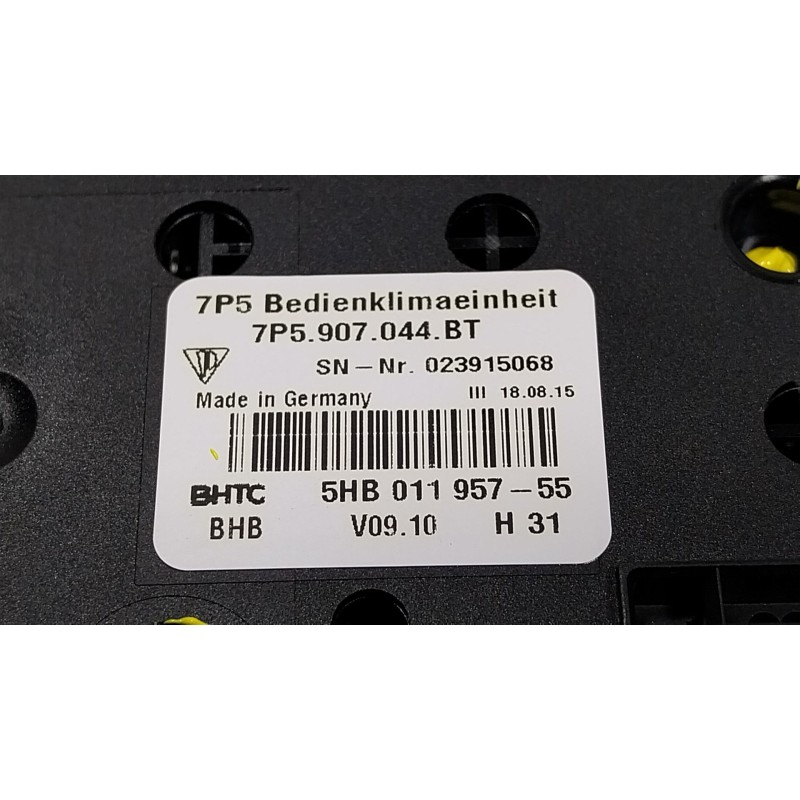 7P5 Bedienklimaeinheit
7P5.907.044.BT
SN-Nr. 023915068
Made in Germany III 18.08.15
BHTC 5HB 011 957-55
BHB V09.10 H 31